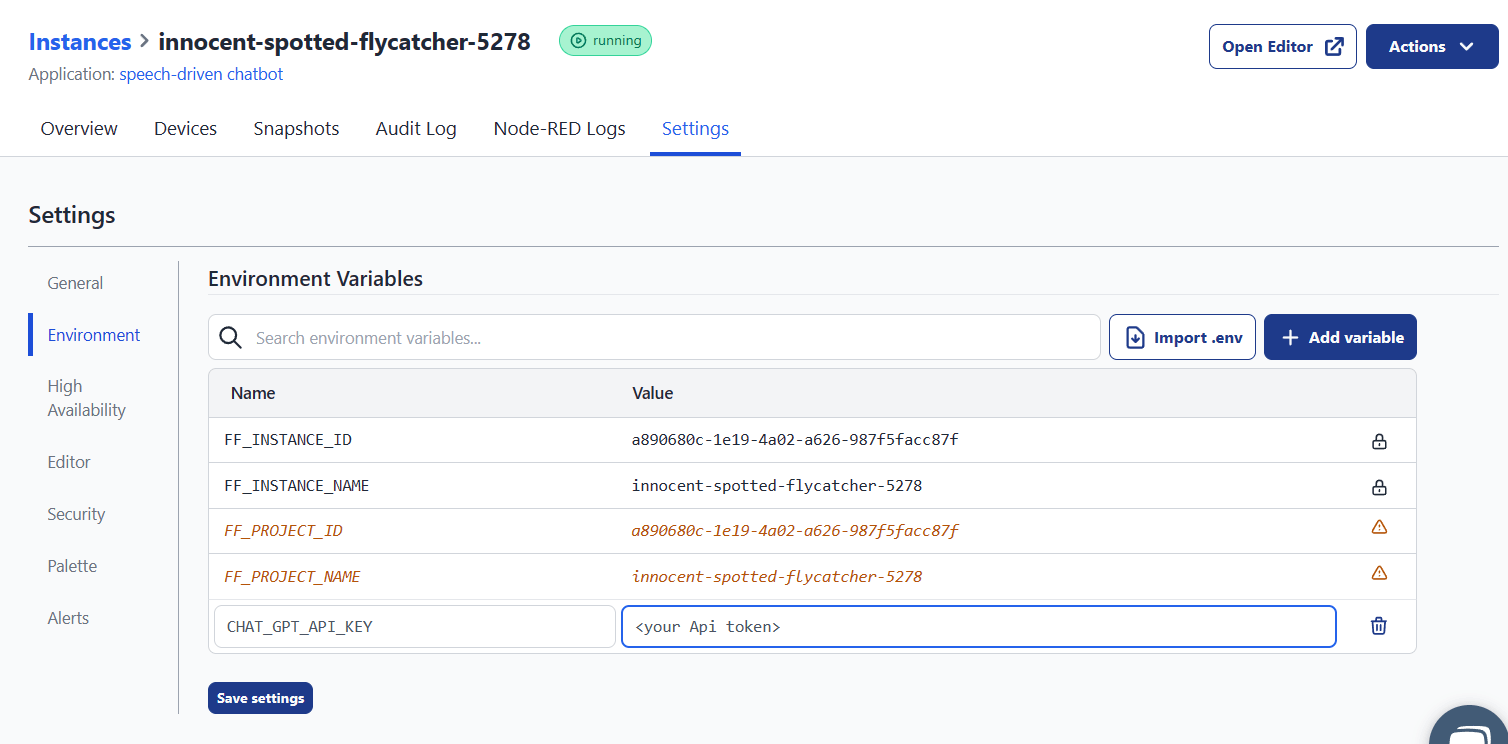 Instances > innocent-spotted-flycatcher-5278 running Open Editor Actions
Application: speech-driven chatbot
Overview Devices Snapshots Audit Log Node-RED Logs Settings
Settings
General
Environment
High
Availability
Editor
Security
Palette
Alerts
Environment Variables
Search environment variables... Import .env + Add variable
Name Value
FF_INSTANCE_ID a890680c-1e19-4a02-a626-987f5facc87f
FF_INSTANCE_NAME innocent-spotted-flycatcher-5278
FF_PROJECT_ID a890680c-1e19-4a02-a626-987f5facc87f
FF_PROJECT_NAME innocent-spotted-flycatcher-5278
CHAT_GPT_API_KEY <your Api token>
Save settings